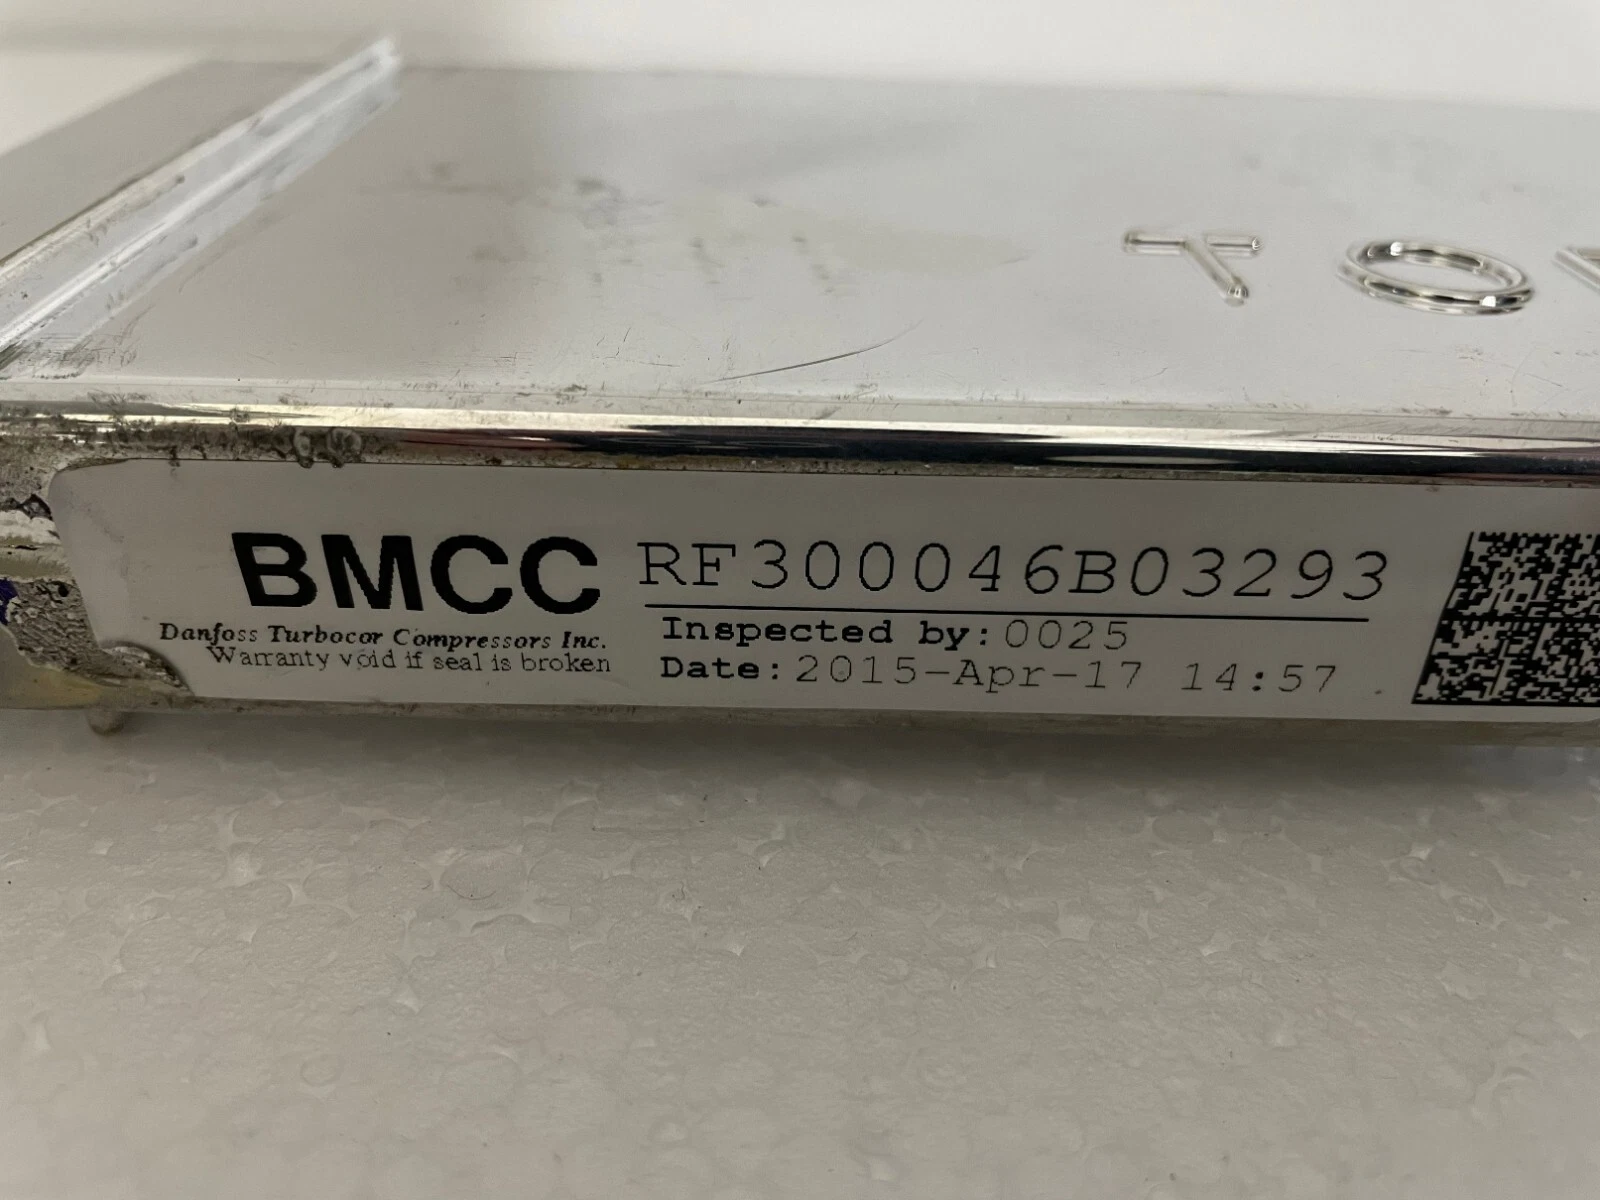 TO
BMCC RF300046B03293
Danfoss Turbocor Compressors Inc.
Warranty void if seal is broken
Inspected by: 0025
Date: 2015-Apr-17 14:57